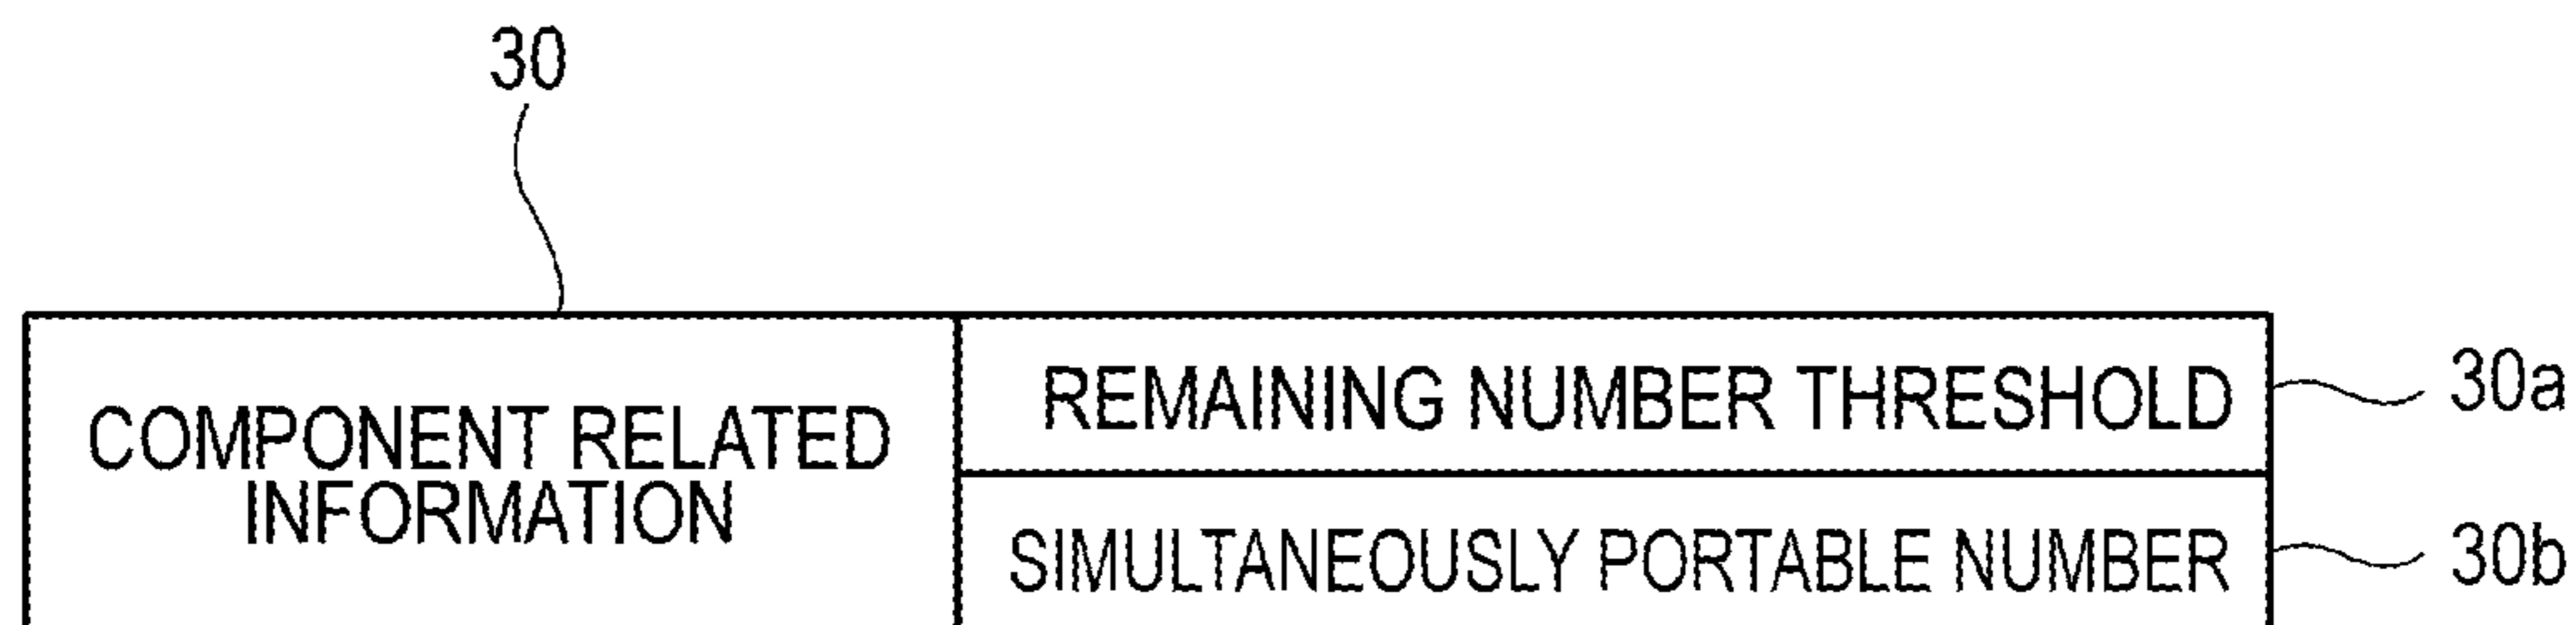 30
REMAINING NUMBER THRESHOLD
30a
COMPONENT RELATED
INFORMATION
SIMULTANEOUSLY PORTABLE NUMBER
30b